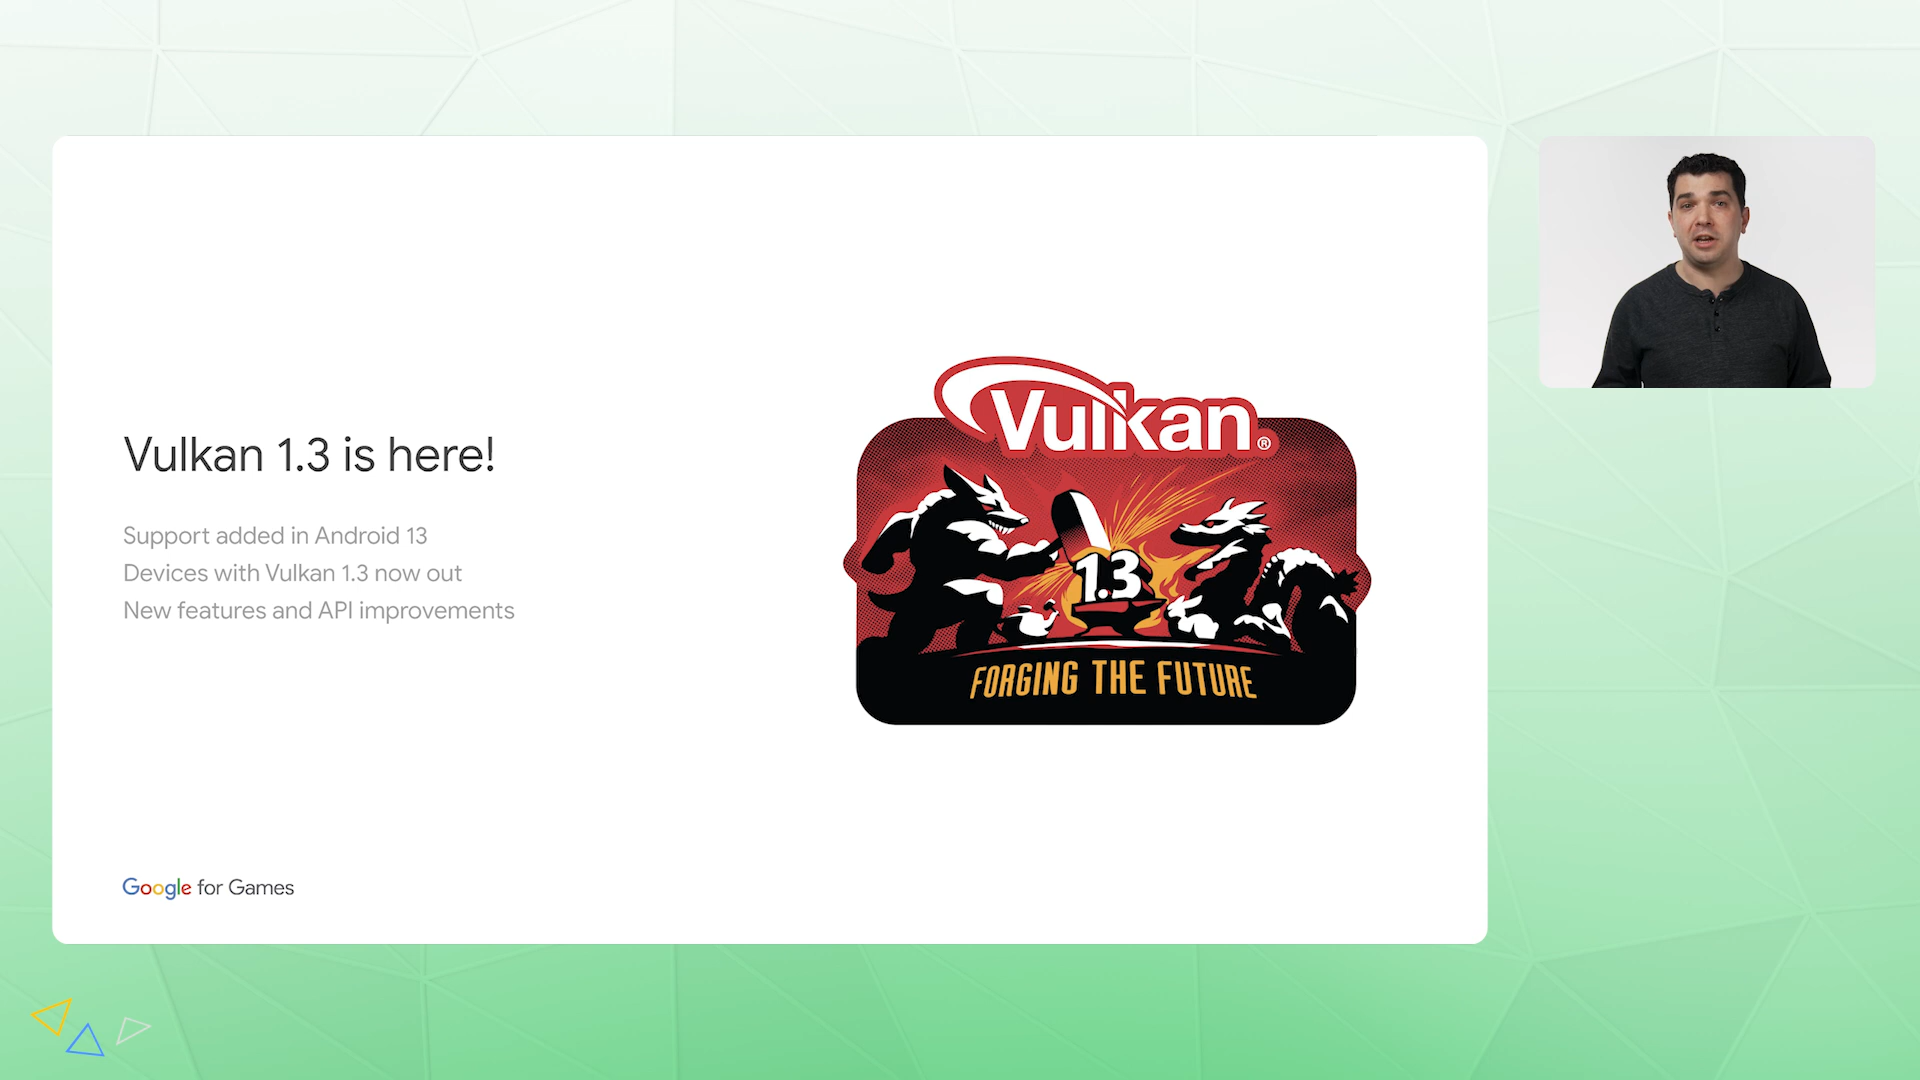 Vulkan 1.3 is here!
Support added in Android 13
Devices with Vulkan 1.3 now out
New features and API improvements
Vulkan®
1.3
FORGING THE FUTURE
Google for Games